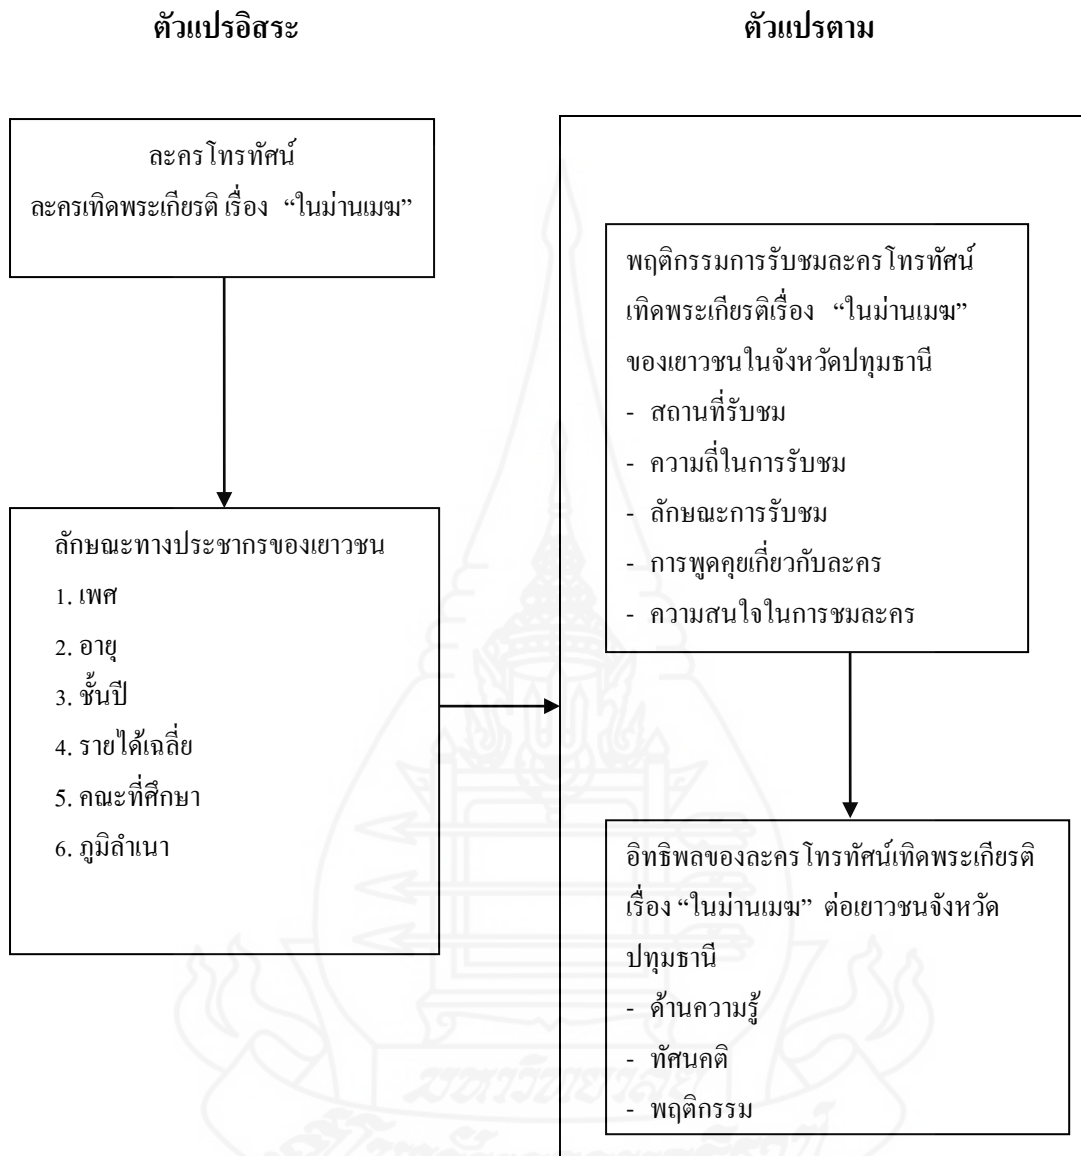 ตัวแปรอิสระ
ตัวแปรตาม
ละครโทรทัศน์
ละครเทิดพระเกียรติ เรื่อง “ในม่านเมฆ”
ลักษณะทางประชากรของเยาวชน
1. เพศ
2. อายุ
3. ชั้นปี
4. รายได้เฉลี่ย
5. คณะที่ศึกษา
6. ภูมิลำเนา
พฤติกรรมการรับชมละครโทรทัศน์
เทิดพระเกียรติเรื่อง “ในม่านเมฆ”
ของเยาวชนในจังหวัดปทุมธานี
- สถานที่รับชม
- ความถี่ในการรับชม
- ลักษณะการรับชม
- การพูดคุยเกี่ยวกับละคร
- ความสนใจในการชมละคร
อิทธิพลของละครโทรทัศน์เทิดพระเกียรติ
เรื่อง “ในม่านเมฆ” ต่อเยาวชนจังหวัด
ปทุมธานี
- ด้านความรู้
- ทัศนคติ
- พฤติกรรม
มหาวิทยาลัย